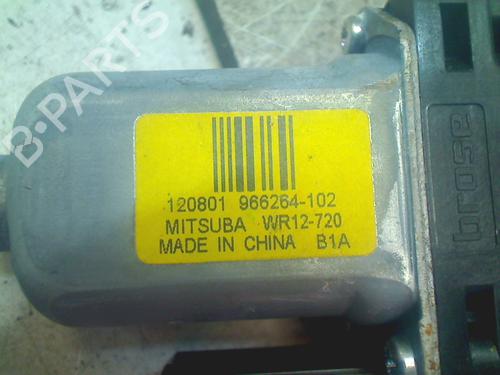 B-PARTS
120801 966264-102
MITSUBA WR12-720
MADE IN CHINA B1A
brose